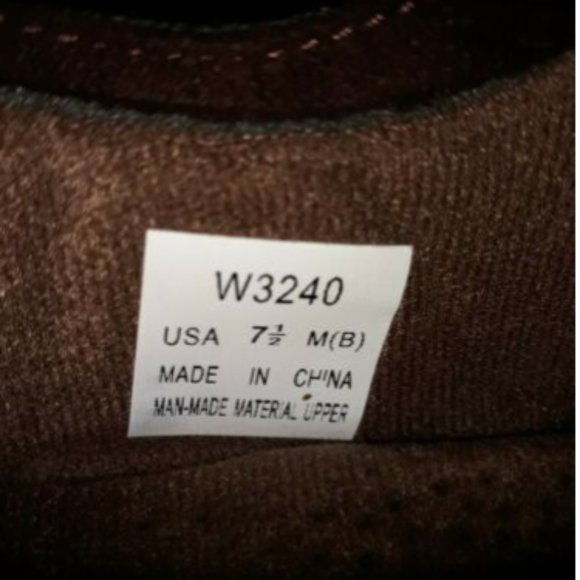 W3240
USA 7½ M(B)
MADE IN CHINA
MAN-MADE MATERIAL UPPER